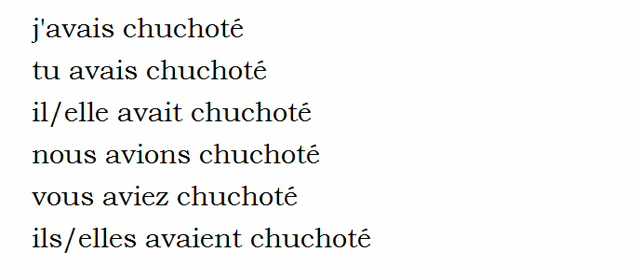 j'avais chuchoté
tu avais chuchoté
il/elle avait chuchoté
nous avions chuchoté
vous aviez chuchoté
ils/elles avaient chuchoté